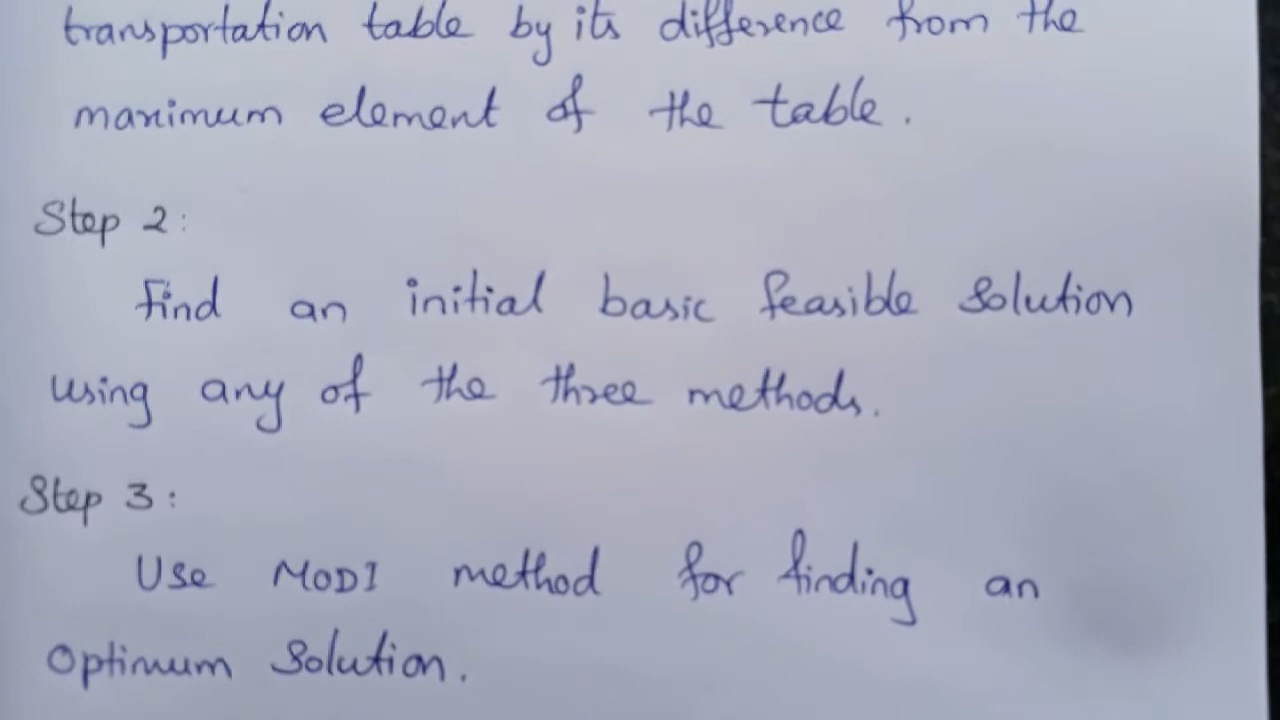 transportation table by its difference from the
maximum element of the table.
Step 2:
Find an initial basic feasible solution
using any of the three methods.
Step 3:
Use MODI method for finding an
optimum solution.